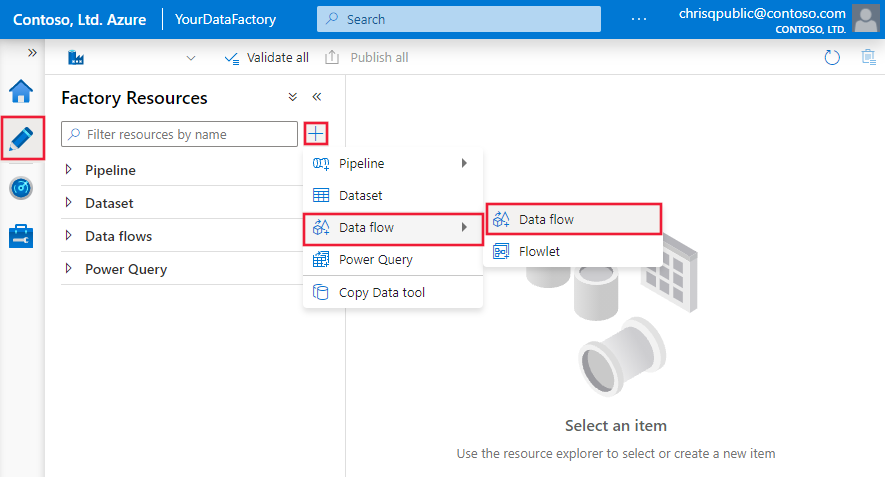 Contoso, Ltd. Azure
YourDataFactory
Search
...
chrisqpublic@contoso.com
CONTOSO, LTD.
Validate all
Publish all
Factory Resources
Filter resources by name
Pipeline
Dataset
Data flows
Power Query
Pipeline
Dataset
Data flow
Power Query
Copy Data tool
Data flow
Flowlet
Select an item
Use the resource explorer to select or create a new item